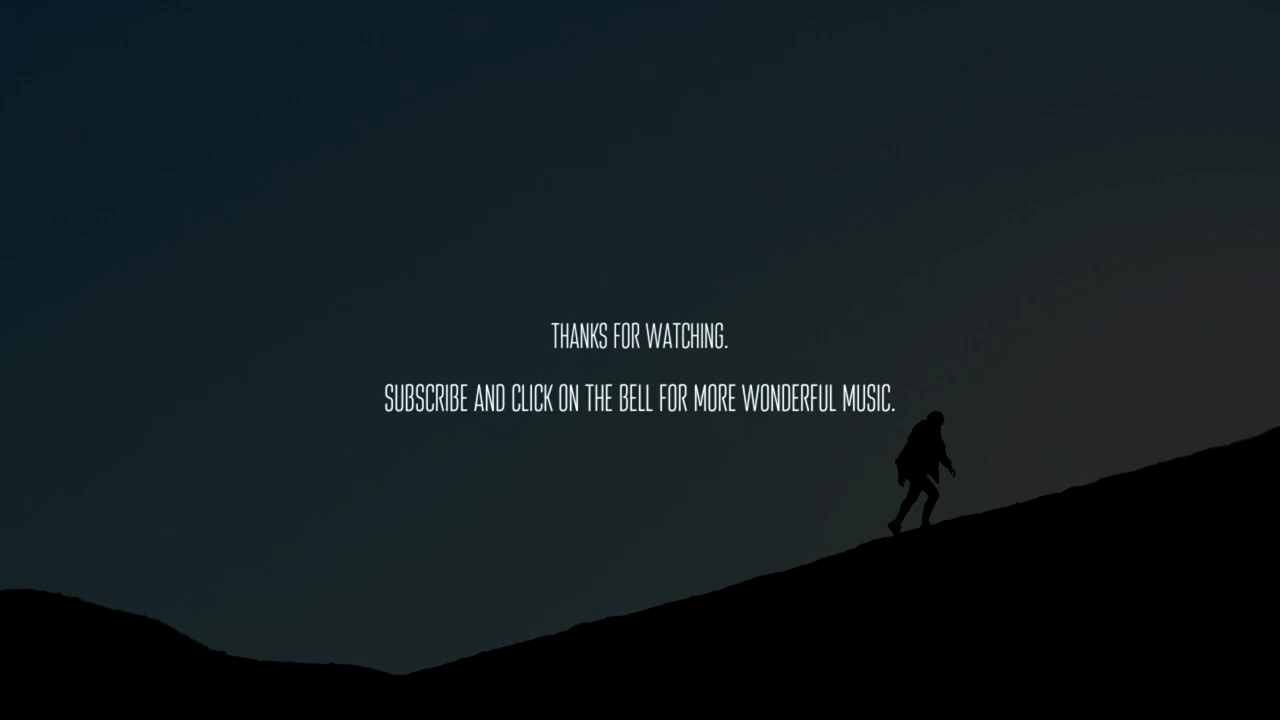 THANKS FOR WATCHING.
SUBSCRIBE AND CLICK ON THE BELL FOR MORE WONDERFUL MUSIC.